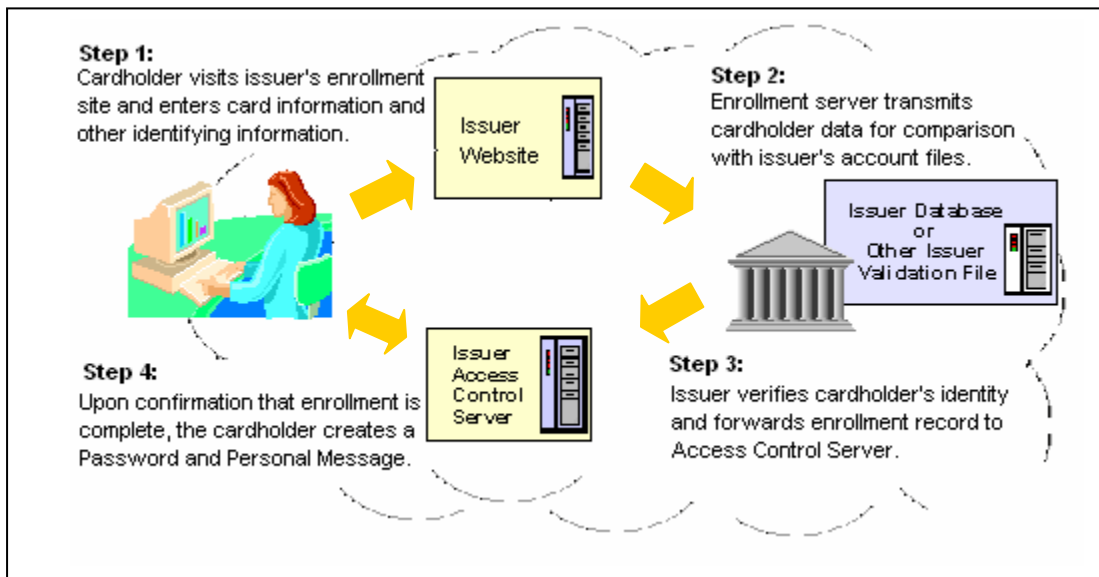 Step 1:
Cardholder visits issuer's enrollment
site and enters card information and
other identifying information.
Issuer
Website
Step 2:
Enrollment server transmits
cardholder data for comparison
with issuer's account files.
Issuer Database
or
Other Issuer
Validation File
Step 3:
Issuer verifies cardholder's identity
and forwards enrollment record to
Access Control Server.
Issuer
Access
Control
Server
Step 4:
Upon confirmation that enrollment is
complete, the cardholder creates a
Password and Personal Message.